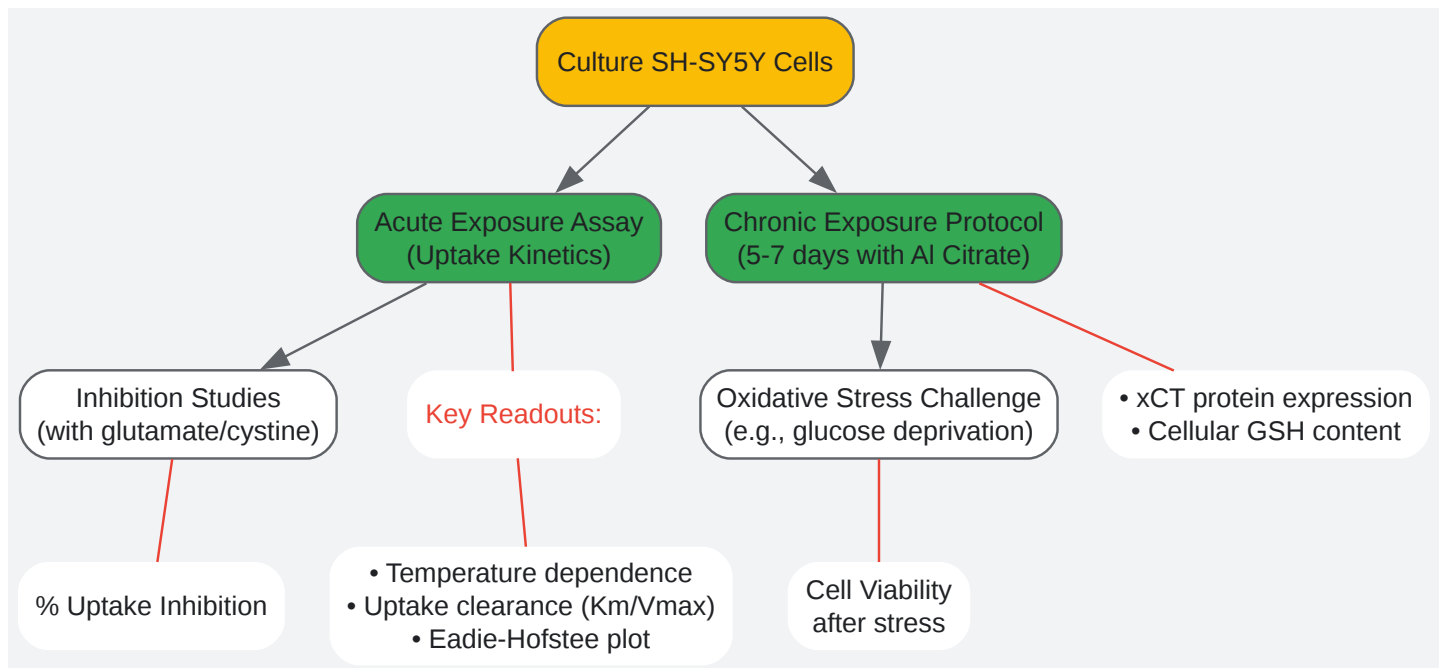 Culture SH-SY5Y Cells
Acute Exposure Assay
(Uptake Kinetics)
Chronic Exposure Protocol
(5-7 days with Al Citrate)
Inhibition Studies
(with glutamate/cystine)
Key Readouts:
Oxidative Stress Challenge
(e.g., glucose deprivation)
• xCT protein expression
• Cellular GSH content
% Uptake Inhibition
• Temperature dependence
• Uptake clearance (Km/Vmax)
• Eadie-Hofstee plot
Cell Viability
after stress